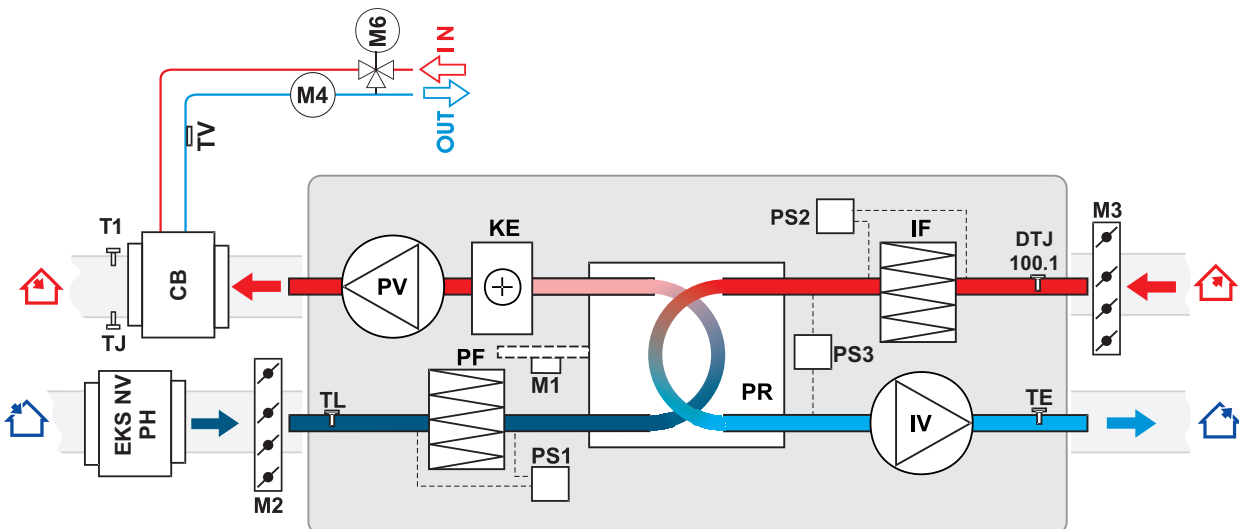 M6
IN
M4
OUT
TV
T1
KE
PS2
IF
M3
DTJ
100.1
CB
PV
TJ
PF
M1
PS3
PR
EKS NV
PH
TL
TE
IV
PS1
M2